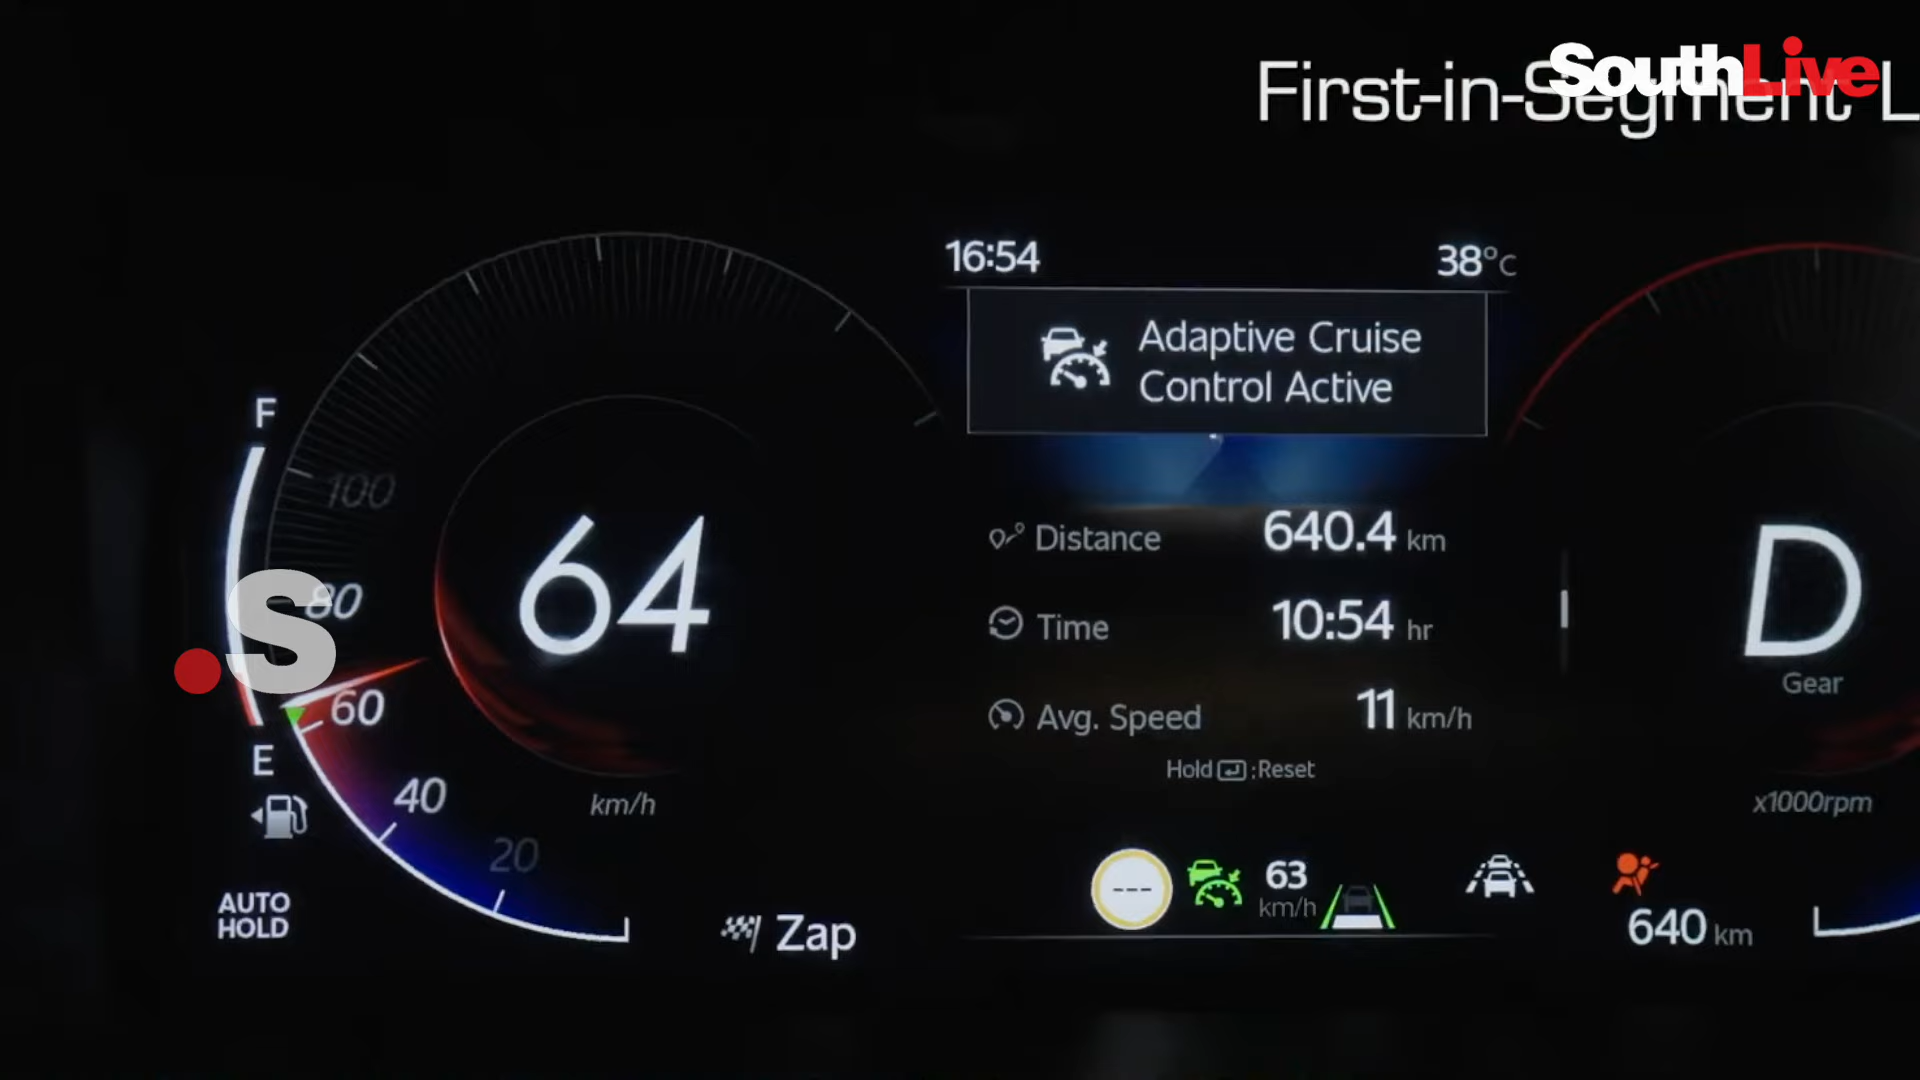 SouthLive
First-in-Segment L
16:54
38°C
Adaptive Cruise
Control Active
F
100
80
60
40
20
E
64
km/h
AUTO
HOLD
Zap
Distance 640.4 km
Time 10:54 hr
Avg. Speed 11 km/h
Hold :Reset
---
63
km/h
640 km
D
Gear
x1000rpm
.S